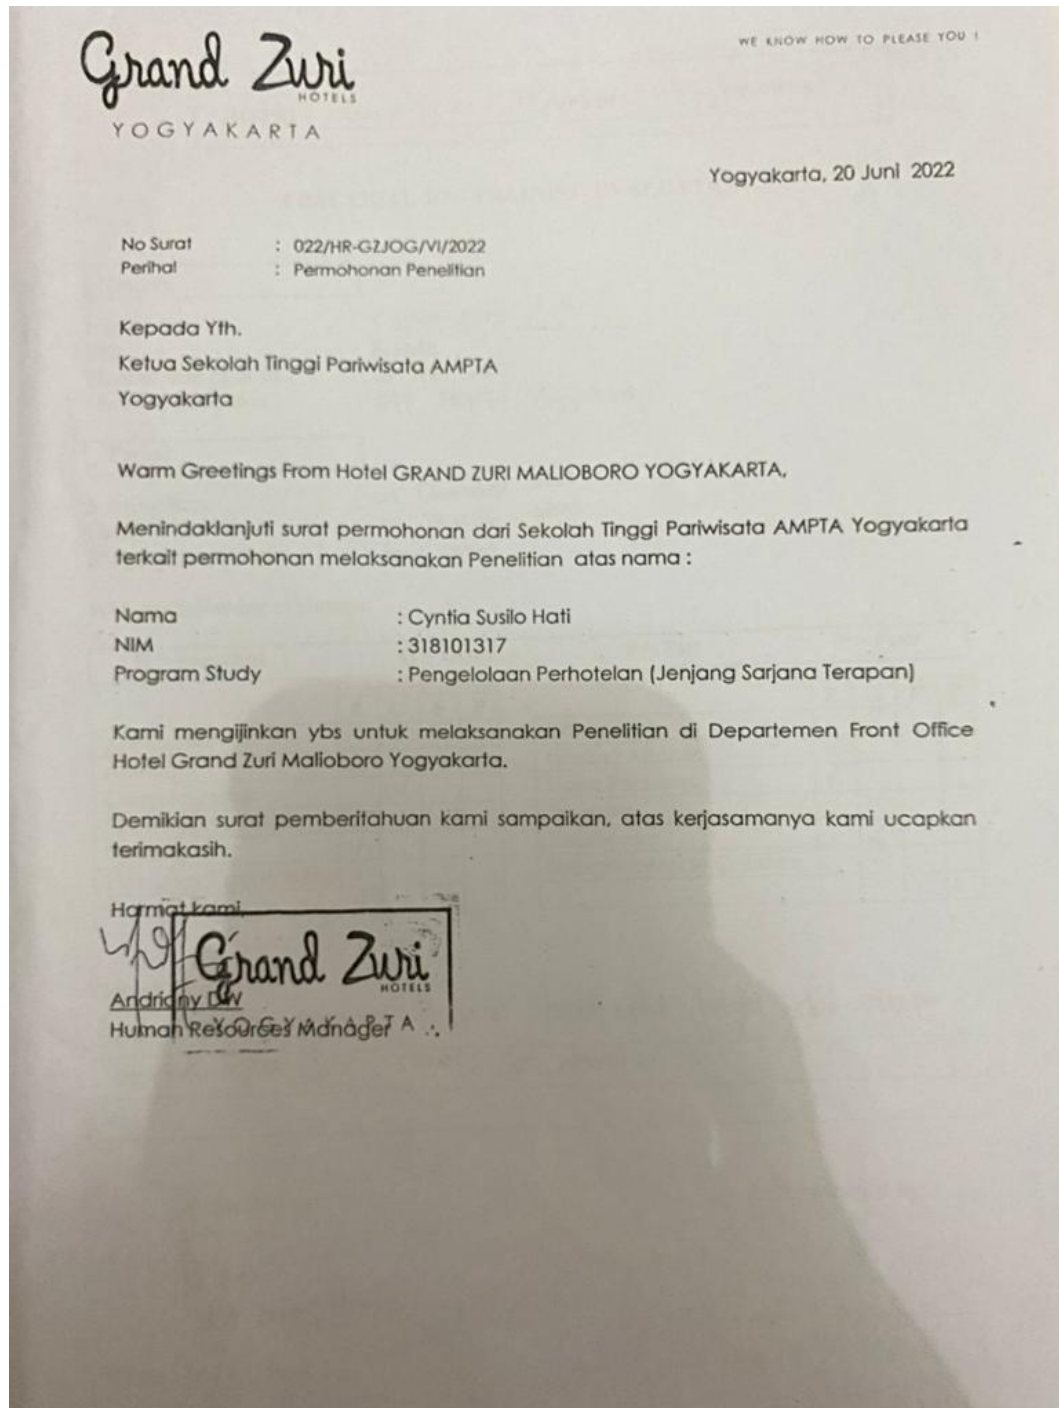 Grand Zuri
HOTELS
YOGYAKARTA
WE KNOW HOW TO PLEASE YOU !
Yogyakarta, 20 Juni 2022
No Surat : 022/HR-GZJOG/VI/2022
Perihal : Permohonan Penelitian
Kepada Yth.
Ketua Sekolah Tinggi Pariwisata AMPTA
Yogyakarta
Warm Greetings From Hotel GRAND ZURI MALIOBORO YOGYAKARTA,
Menindaklanjuti surat permohonan dari Sekolah Tinggi Pariwisata AMPTA Yogyakarta
terkait permohonan melaksanakan Penelitian atas nama :
Nama : Cyntia Susilo Hati
NIM : 318101317
Program Study : Pengelolaan Perhotelan (Jenjang Sarjana Terapan)
Kami mengijinkan ybs untuk melaksanakan Penelitian di Departemen Front Office
Hotel Grand Zuri Malioboro Yogyakarta.
Demikian surat pemberitahuan kami sampaikan, atas kerjasamanya kami ucapkan
terimakasih.
Hormat kami,
Grand Zuri
HOTELS
Andriany DW
Human Resources Manager